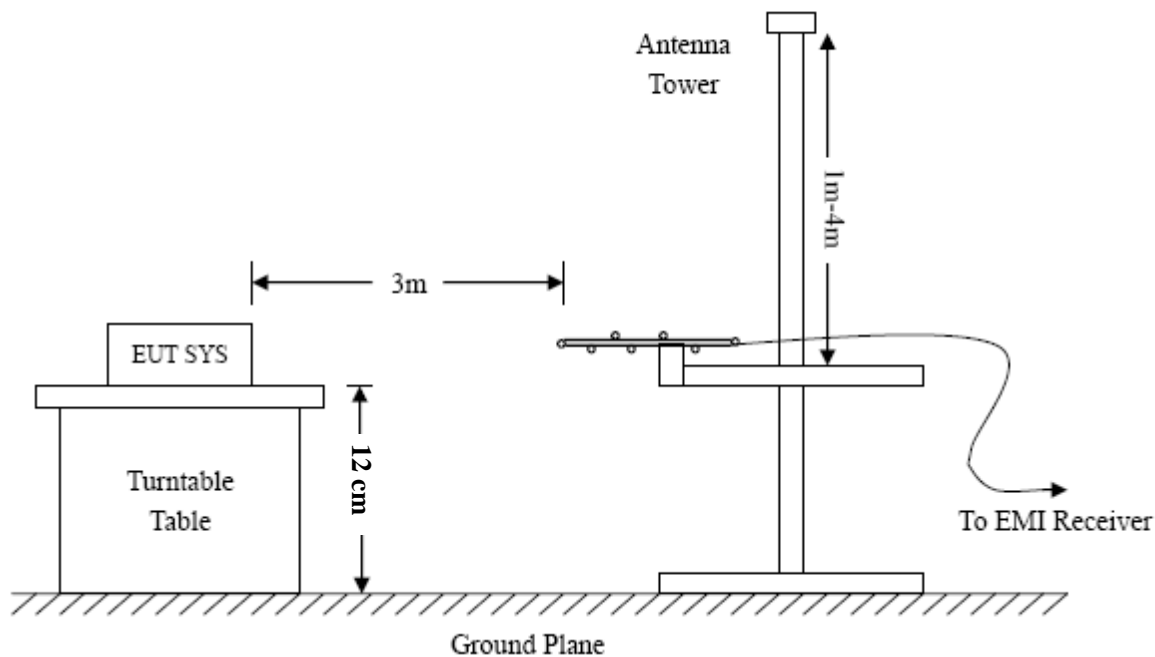 Antenna
Tower
1m-4m
3m
EUT SYS
12 cm
Turntable
Table
To EMI Receiver
Ground Plane